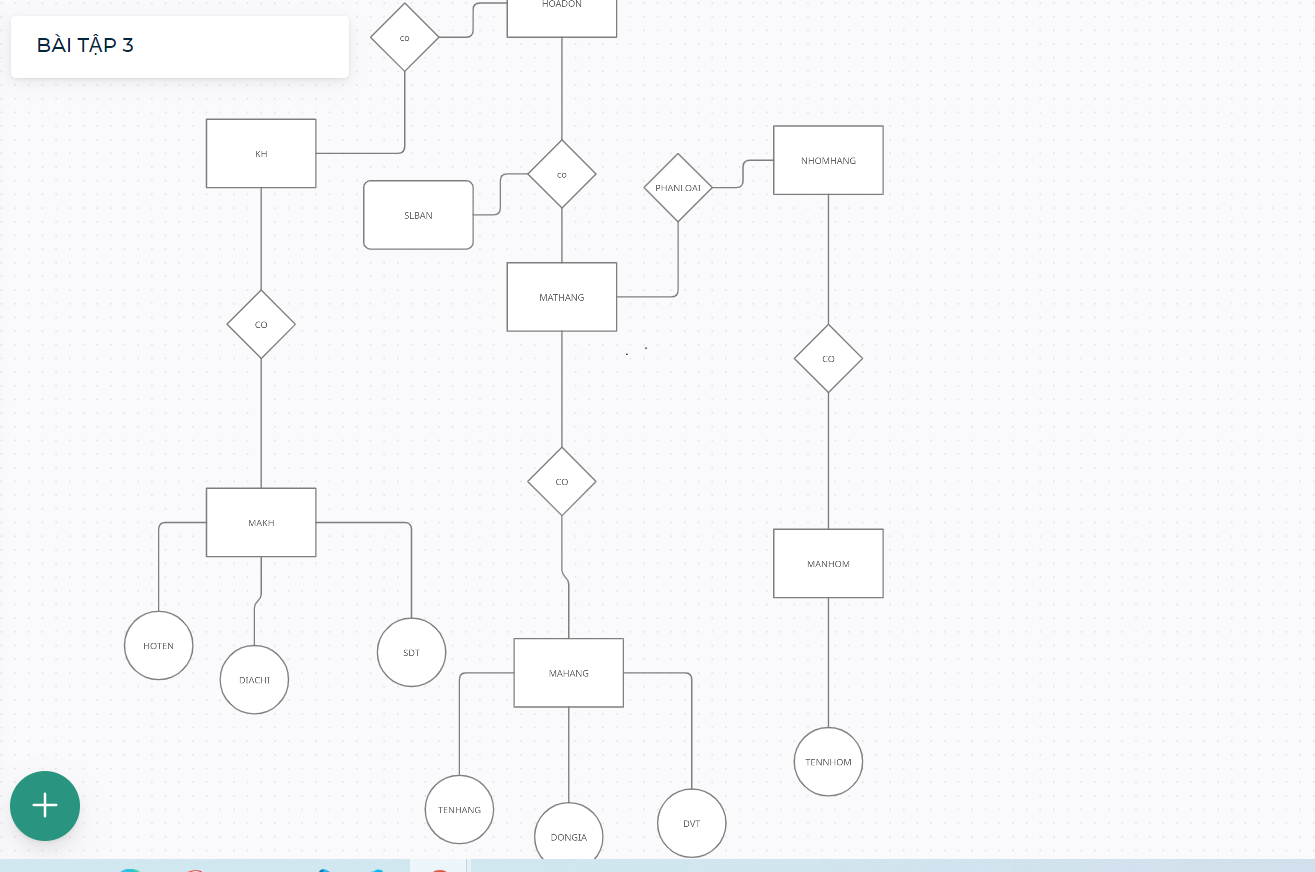 HOADON
BÀI TẬP 3
co
KH
NHOMHANG
co
PHANLOAI
SLBAN
MATHANG
CO
CO
CO
MAKH
MANHOM
HOTEN
SDT
DIACHI
MAHANG
TENNHOM
TENHANG
DVT
DONGIA